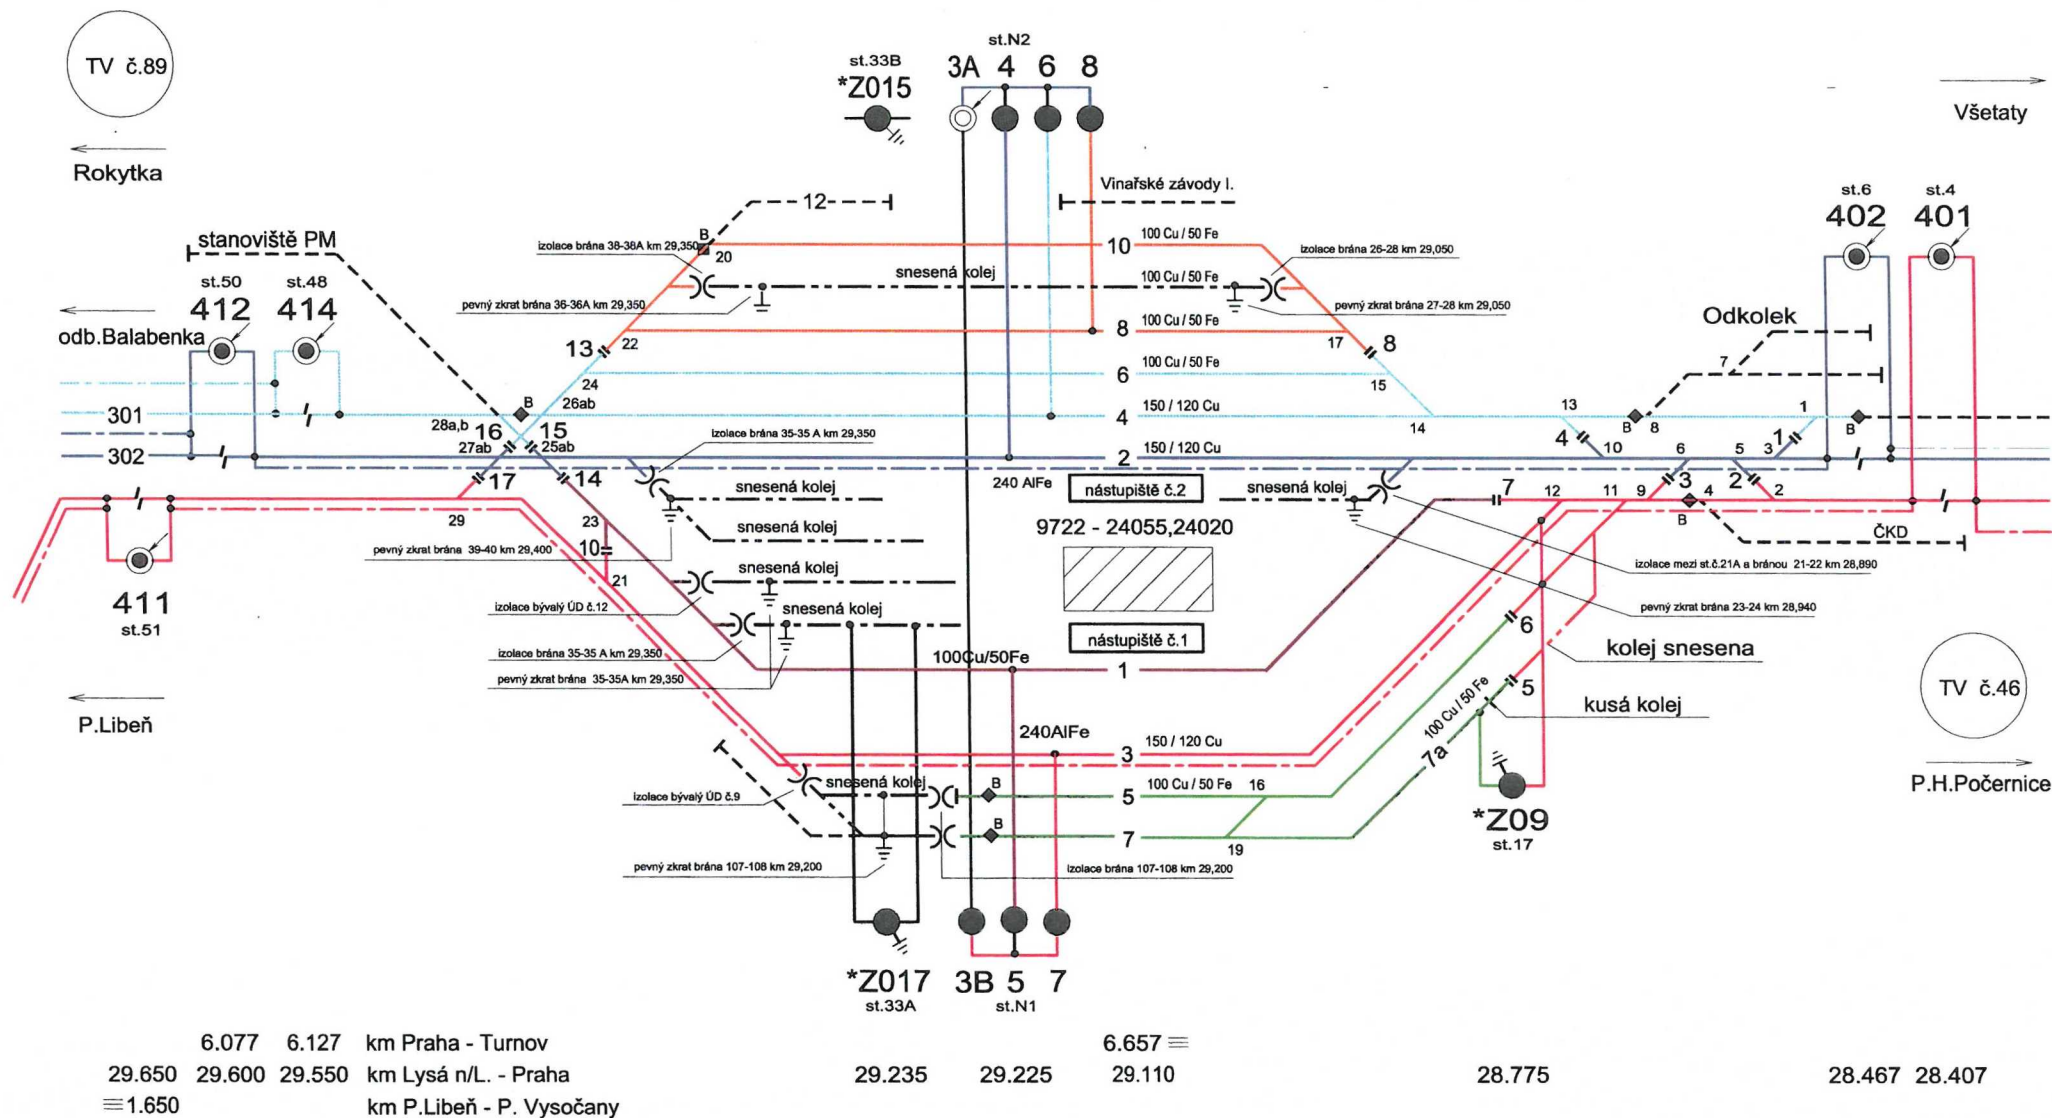 TV č.89
Rokytka
st.33B
*Z015
st.N2
3A 4 6 8
Všetaty
12
Vinařské závody I.
st.6
402
st.4
401
stanoviště PM
izolace brána 38-38A km 29,350
B
20
10
100 Cu / 50 Fe
izolace brána 26-28 km 29,050
snesená kolej
100 Cu / 50 Fe
st.50
412
st.48
414
pevný zkrat brána 36-36A km 29,350
pevný zkrat brána 27-28 km 29,050
odb.Balabenka
Odkolek
13
22
8
100 Cu / 50 Fe
17
8
7
24
6
100 Cu / 50 Fe
15
26ab
301
B
28a,b
4
150 / 120 Cu
14
13
B
8
1
B
16
15
27ab
25ab
izolace brána 35-35 A km 29,350
302
2
150 / 120 Cu
4
10
6
5
3
1
17
14
240 AlFe
nástupiště č.2
snesená kolej
snesená kolej
7
12
11
9
3
4
2
2
B
29
23
snesená kolej
9722 - 24055,24020
ČKD
pevný zkrat brána 39-40 km 29,400
10
21
snesená kolej
izolace mezi st.č.21A a bránou 21-22 km 28,890
411
st.51
izolace bývalý ÚD č.12
snesená kolej
pevný zkrat brána 23-24 km 28,940
nástupiště č.1
6
kolej snesena
izolace brána 35-35 A km 29,350
100Cu/50Fe
1
pevný zkrat brána 35-35A km 29,350
5
kusá kolej
TV č.46
P.Libeň
240AlFe
3
150 / 120 Cu
100 Cu / 50 Fe
7a
P.H.Počernice
snesená kolej
izolace bývalý ÚD č.9
B
5
100 Cu / 50 Fe
16
B
7
19
*Z09
st.17
pevný zkrat brána 107-108 km 29,200
izolace brána 107-108 km 29,200
*Z017
st.33A
3B 5 7
st.N1
6.077 6.127 km Praha - Turnov 6.657 ≡
29.650 29.600 29.550 km Lysá n/L. - Praha 29.235 29.225 29.110 28.775 28.467 28.407
≡1.650 km P.Libeň - P. Vysočany